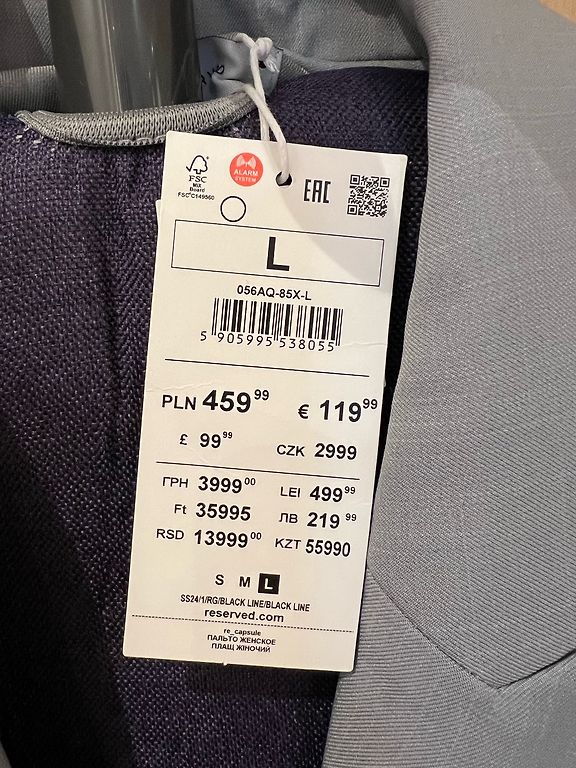 FSC
MIX
Board
FSC® C149560
ALARM
SYSTEM
EAC
L
056AQ-85X-L
5 905995 538055
PLN 459 99
€ 119 99
£ 99 99
CZK 2999
ГРН 3999 00
LEI 499 99
Ft 35995
ЛВ 219 99
RSD 13999 00
KZT 55990
S M L
SS24/1/RG/BLACK LINE/BLACK LINE
reserved.com
re_capsule
ПАЛЬТО ЖЕНСКОЕ
ПЛАЩ ЖІНОЧИЙ